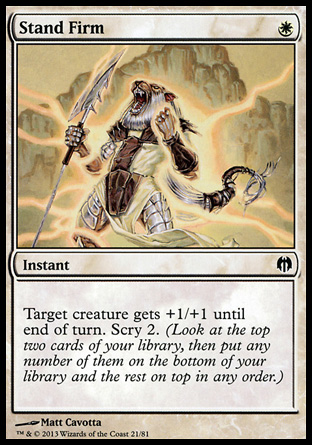 Stand Firm
Instant
Target creature gets +1/+1 until
end of turn. Scry 2. (Look at the top
two cards of your library, then put any
number of them on the bottom of your
library and the rest on top in any order.)
Matt Cavotta
™ & © 2013 Wizards of the Coast 21/81